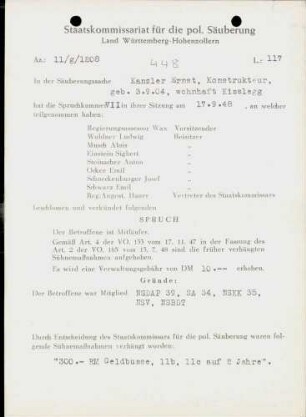 Staatskommissariat für die pol. Säuberung
Land Württemberg-Hohenzollern
Az.: 11/g/1208 448 L.: 117
In der Säuberungssache Kanzler Ernst, Konstrukteur,
geb. 3.9.04, wohnhaft Kisslegg
hat die Spruchkammer VII in ihrer Sitzung am 17.9.48, an welcher
teilgenommen haben:
Regierungsassessor Wax Vorsitzender
Woldner Ludwig Beisitzer
Mundt Alois „
Einstein Sigbert „
Steinacher Anton „
Osker Emil „
Schnurrenberger Josef „
Schwarz Emil „
Reg.Angest. Hauer Vertreter des Staatskommissars
beschlossen und verkündet folgenden
SPRUCH
Der Betroffene ist Mitläufer.
Gemäß Art. 4 der VO. 133 vom 17. 11. 47 in der Fassung des
Art. 2 der VO. 165 vom 13. 7. 48 sind die früher verhängten
Sühnemaßnahmen aufgehoben.
Es wird eine Verwaltungsgebühr von DM 10.-- erhoben.
Gründe:
Der Betroffene war Mitglied: NSDAP 39, SA 34, NSKK 35,
NSV, NSBDT
Durch Entscheidung des Staatskommissars für die pol. Säuberung waren fol-
gende Sühnemaßnahmen verhängt worden:
"300.- RM Geldbusse, 11b, 11c auf 2 Jahre".